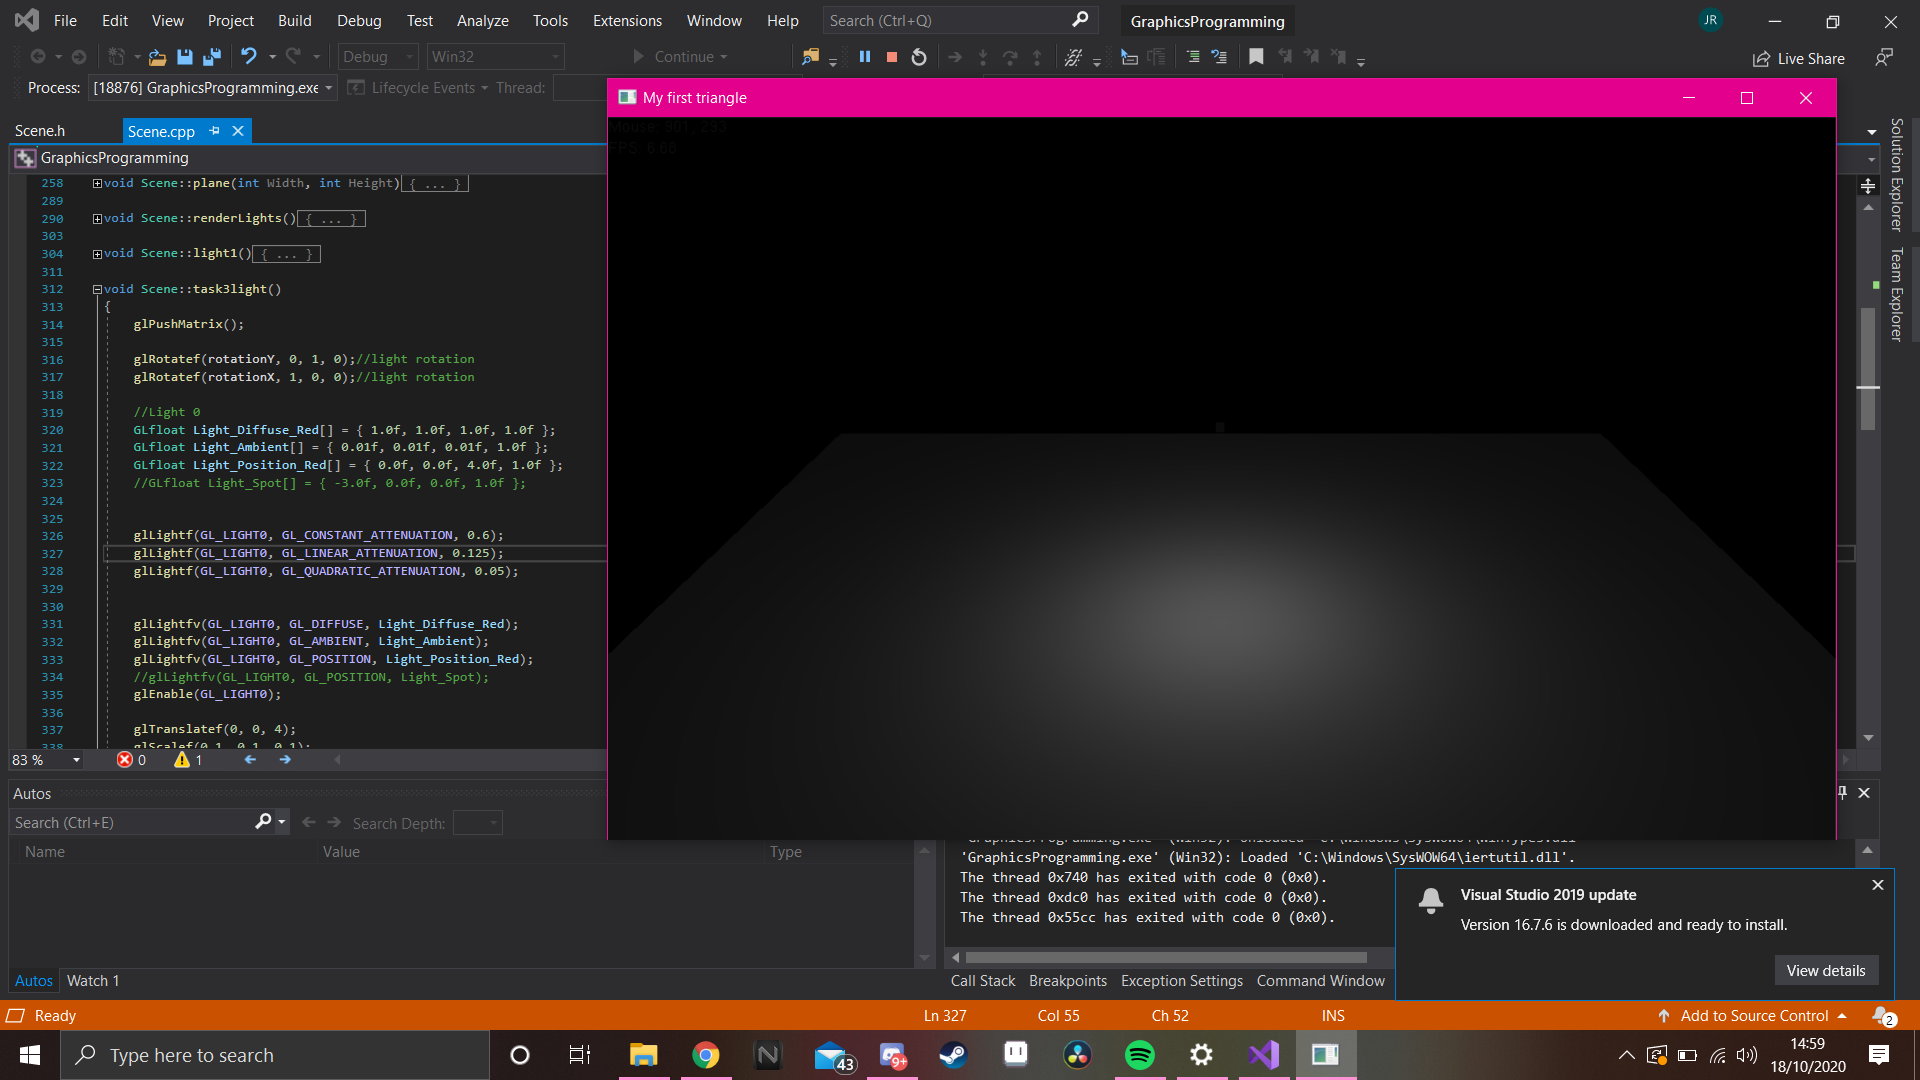 File Edit View Project Build Debug Test Analyze Tools Extensions Window Help Search (Ctrl+Q) GraphicsProgramming JR
Debug Win32 Continue Live Share
Process: [18876] GraphicsProgramming.exe Lifecycle Events Thread:
My first triangle
Scene.h Scene.cpp
GraphicsProgramming
FPS: 6.68
258 void Scene::plane(int Width, int Height){ ... }
289
290 void Scene::renderLights(){ ... }
303
304 void Scene::light1(){ ... }
311
312 void Scene::task3light()
313 {
314 glPushMatrix();
315
316 glRotatef(rotationY, 0, 1, 0);//light rotation
317 glRotatef(rotationX, 1, 0, 0);//light rotation
318
319 //Light 0
320 GLfloat Light_Diffuse_Red[] = { 1.0f, 1.0f, 1.0f, 1.0f };
321 GLfloat Light_Ambient[] = { 0.01f, 0.01f, 0.01f, 1.0f };
322 GLfloat Light_Position_Red[] = { 0.0f, 0.0f, 4.0f, 1.0f };
323 //GLfloat Light_Spot[] = { -3.0f, 0.0f, 0.0f, 1.0f };
324
325
326 glLightf(GL_LIGHT0, GL_CONSTANT_ATTENUATION, 0.6);
327 glLightf(GL_LIGHT0, GL_LINEAR_ATTENUATION, 0.125);
328 glLightf(GL_LIGHT0, GL_QUADRATIC_ATTENUATION, 0.05);
329
330
331 glLightfv(GL_LIGHT0, GL_DIFFUSE, Light_Diffuse_Red);
332 glLightfv(GL_LIGHT0, GL_AMBIENT, Light_Ambient);
333 glLightfv(GL_LIGHT0, GL_POSITION, Light_Position_Red);
334 //glLightfv(GL_LIGHT0, GL_POSITION, Light_Spot);
335 glEnable(GL_LIGHT0);
336
337 glTranslatef(0, 0, 4);
338 glScalef(0.1, 0.1, 0.1);
Solution Explorer
Team Explorer
83 % 0 1
Autos
Search (Ctrl+E) Search Depth:
Name Value Type
'GraphicsProgramming.exe' (Win32): Loaded 'C:\Windows\SysWOW64\iertutil.dll'.
The thread 0x740 has exited with code 0 (0x0).
The thread 0xdc0 has exited with code 0 (0x0).
The thread 0x55cc has exited with code 0 (0x0).
Visual Studio 2019 update
Version 16.7.6 is downloaded and ready to install.
View details
Autos Watch 1
Call Stack Breakpoints Exception Settings Command Window
Ready Ln 327 Col 55 Ch 52 INS Add to Source Control 2
Type here to search 43 9+ 14:59
18/10/2020